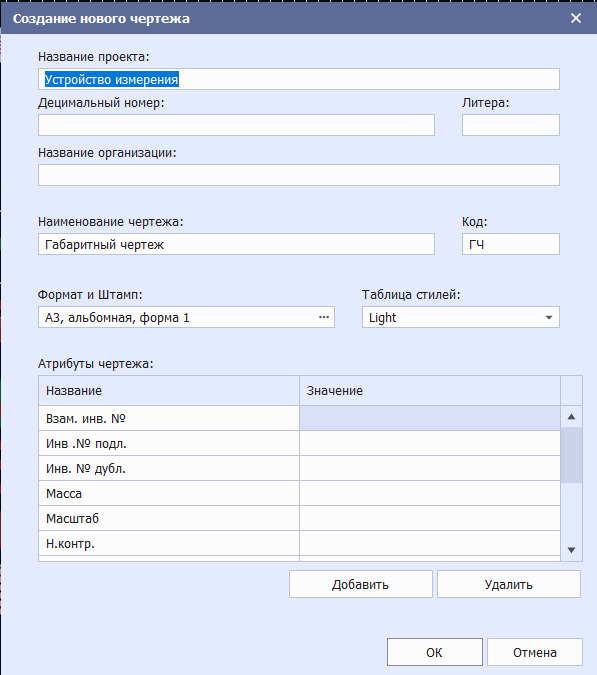 Создание нового чертежа
Название проекта:
Устройство измерения
Децимальный номер: Литера:
Название организации:
Наименование чертежа: Код:
Габаритный чертеж ГЧ
Формат и Штамп: Таблица стилей:
А3, альбомная, форма 1 ... Light
Атрибуты чертежа:
Название Значение
Взам. инв. №
Инв .№ подл.
Инв. № дубл.
Масса
Масштаб
Н.контр.
Добавить Удалить
ОК Отмена